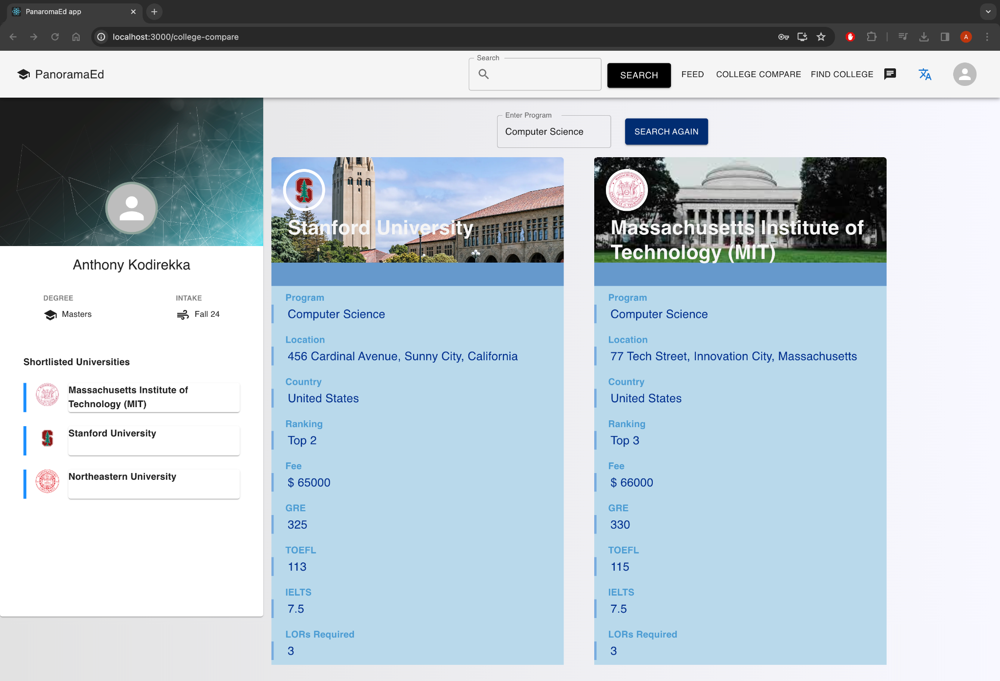 PanaromaEd app
localhost:3000/college-compare
A
PanoramaEd
Search
SEARCH
FEED
COLLEGE COMPARE
FIND COLLEGE
Enter Program
Computer Science
SEARCH AGAIN
Anthony Kodirekka
DEGREE
Masters
INTAKE
Fall 24
Shortlisted Universities
Massachusetts Institute of
Technology (MIT)
Stanford University
Northeastern University
Stanford University
Program
Computer Science
Location
456 Cardinal Avenue, Sunny City, California
Country
United States
Ranking
Top 2
Fee
$ 65000
GRE
325
TOEFL
113
IELTS
7.5
LORs Required
3
MASSACHUSETTS
INSTITUTE OF TECHNOLOGY
Massachusetts Institute of
Technology (MIT)
Program
Computer Science
Location
77 Tech Street, Innovation City, Massachusetts
Country
United States
Ranking
Top 3
Fee
$ 66000
GRE
330
TOEFL
115
IELTS
7.5
LORs Required
3